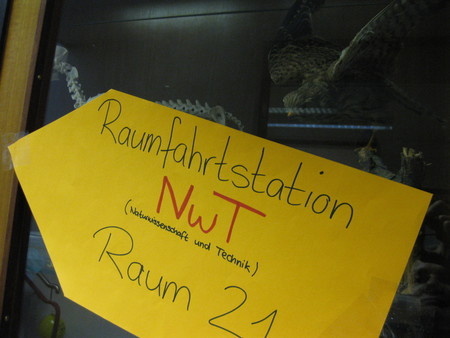 Raumfahrtstation
NwT
(Naturwissenschaft und Technik)
Raum 21